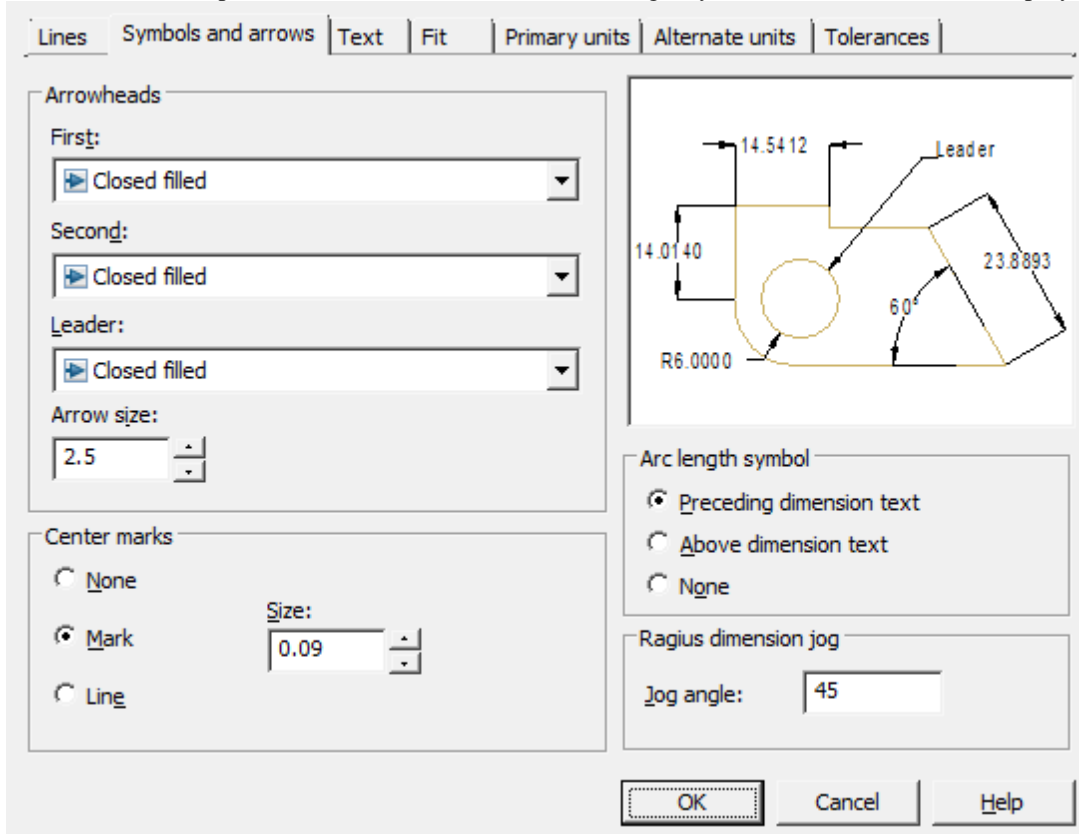 Lines Symbols and arrows Text Fit Primary units Alternate units Tolerances
Arrowheads
First:
Closed filled
Second:
Closed filled
Leader:
Closed filled
Arrow size:
2.5
Center marks
None
Mark
Line
Size:
0.09
14.5412
Leader
14.0140
23.8893
60°
R6.0000
Arc length symbol
Preceding dimension text
Above dimension text
None
Ragius dimension jog
Jog angle:
45
OK Cancel Help